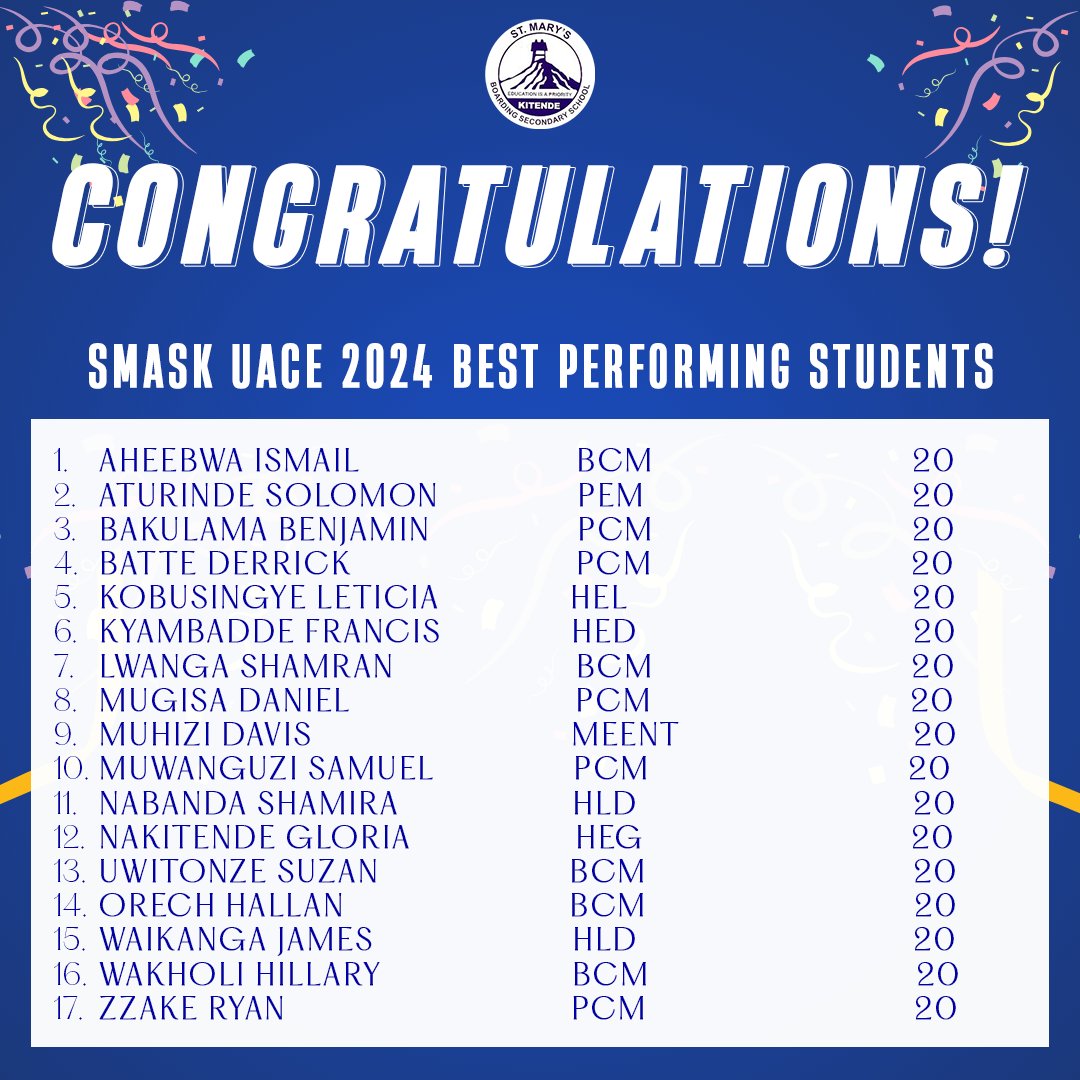 ST. MARY'S
EDUCATION IS A PRIORITY
KITENDE
BOARDING SECONDARY SCHOOL
CONGRATULATIONS!
SMASK UACE 2024 BEST PERFORMING STUDENTS
1. AHEEBWA ISMAIL BCM 20
2. ATURINDE SOLOMON PEM 20
3. BAKULAMA BENJAMIN PCM 20
4. BATTE DERRICK PCM 20
5. KOBUSINGYE LETICIA HEL 20
6. KYAMBADDE FRANCIS HED 20
7. LWANGA SHAMRAN BCM 20
8. MUGISA DANIEL PCM 20
9. MUHIZI DAVIS MEENT 20
10. MUWANGUZI SAMUEL PCM 20
11. NABANDA SHAMIRA HLD 20
12. NAKITENDE GLORIA HEG 20
13. UWITONZE SUZAN BCM 20
14. ORECH HALLAN BCM 20
15. WAIKANGA JAMES HLD 20
16. WAKHOLI HILLARY BCM 20
17. ZZAKE RYAN PCM 20